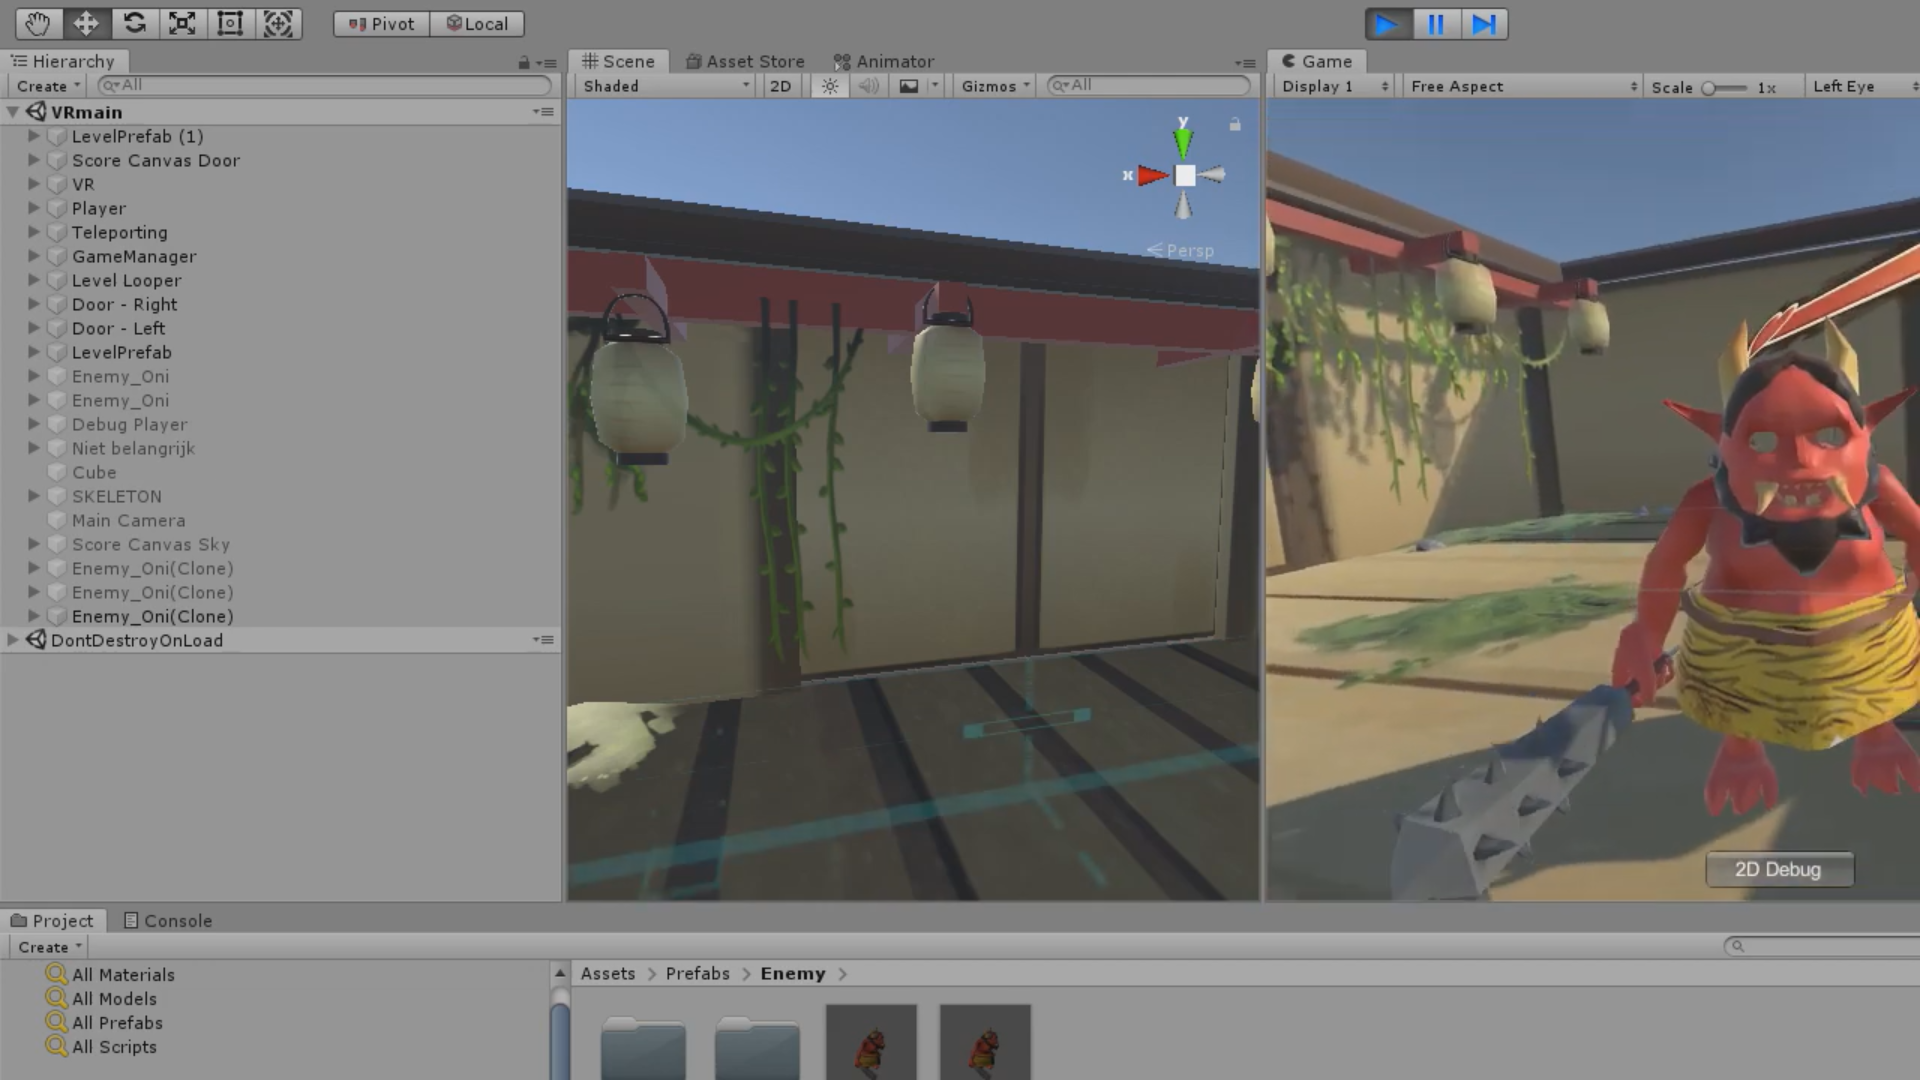 Pivot
Local
Hierarchy
Create
All
VRmain
LevelPrefab (1)
Score Canvas Door
VR
Player
Teleporting
GameManager
Level Looper
Door - Right
Door - Left
LevelPrefab
Enemy_Oni
Enemy_Oni
Debug Player
Niet belangrijk
Cube
SKELETON
Main Camera
Score Canvas Sky
Enemy_Oni(Clone)
Enemy_Oni(Clone)
Enemy_Oni(Clone)
DontDestroyOnLoad
Scene
Asset Store
Animator
Shaded
2D
Gizmos
All
y
x
Persp
Game
Display 1
Free Aspect
Scale
1x
Left Eye
2D Debug
Project
Console
Create
All Materials
All Models
All Prefabs
All Scripts
Assets
Prefabs
Enemy